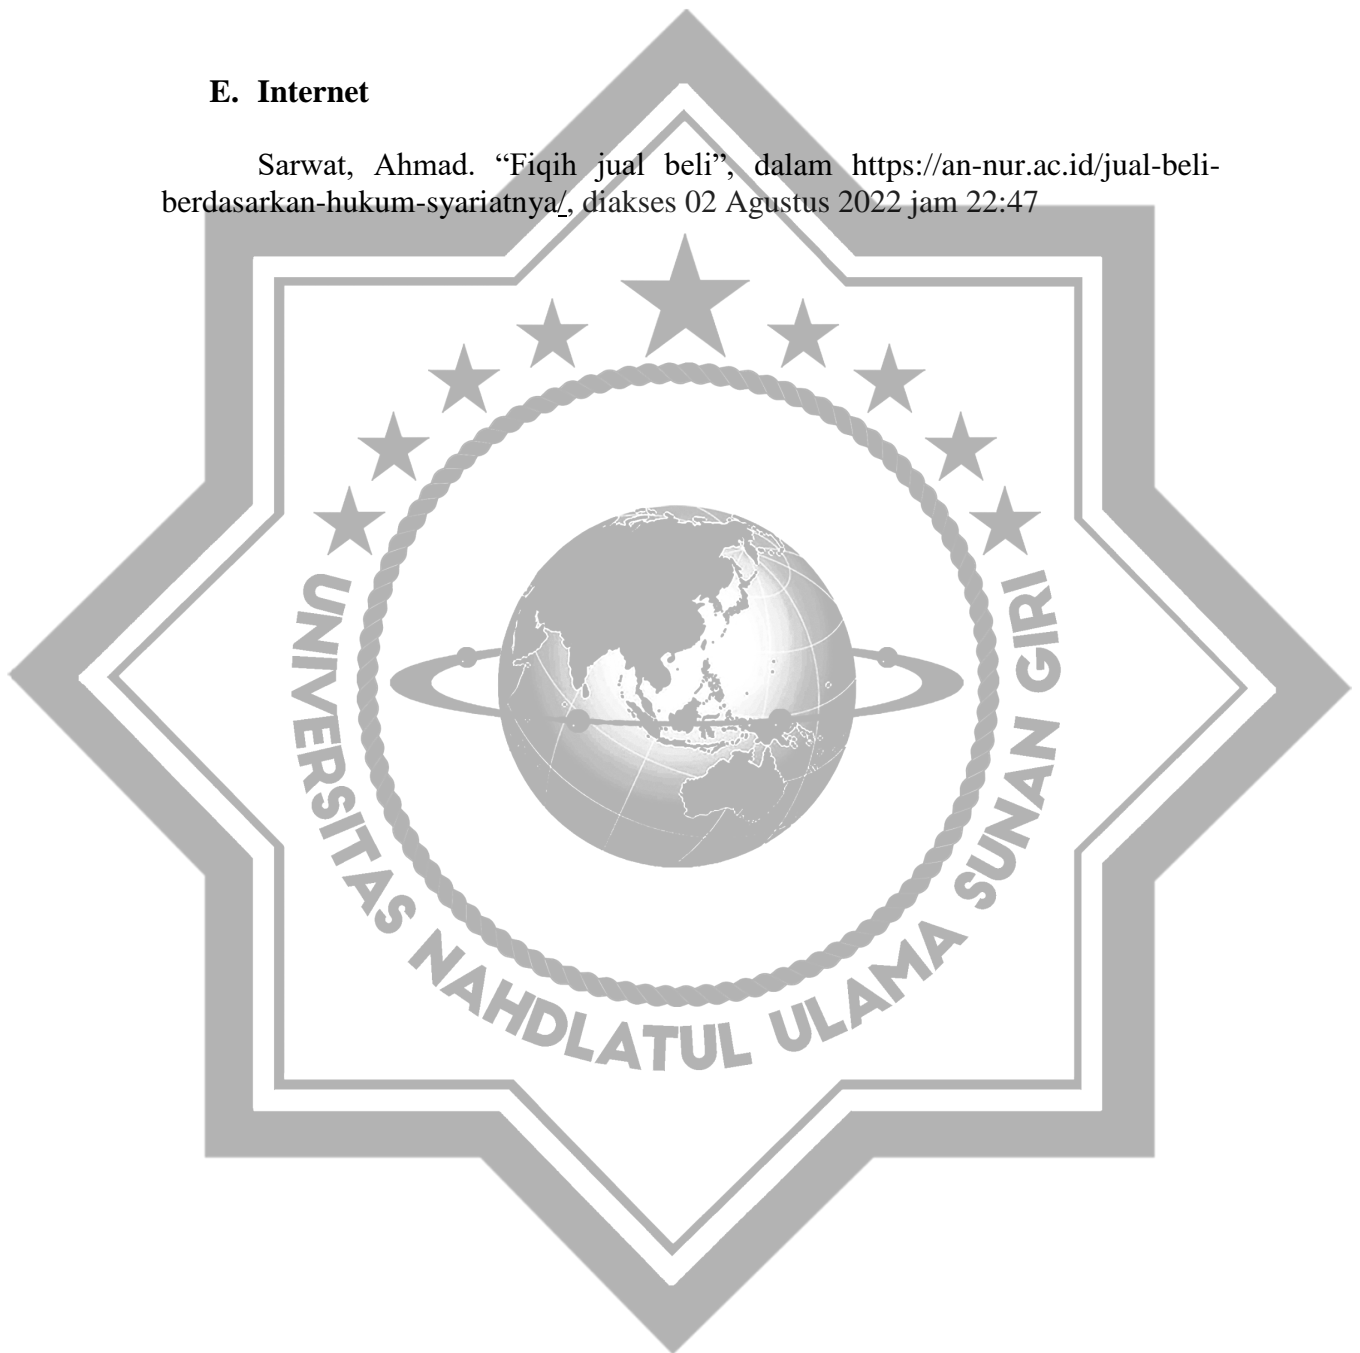 E. Internet
Sarwat, Ahmad. “Fiqih jual beli”, dalam https://an-nur.ac.id/jual-beli-
berdasarkan-hukum-syariatnya/, diakses 02 Agustus 2022 jam 22:47
UNIVERSITAS NAHDLATUL ULAMA SUNAN GIRI